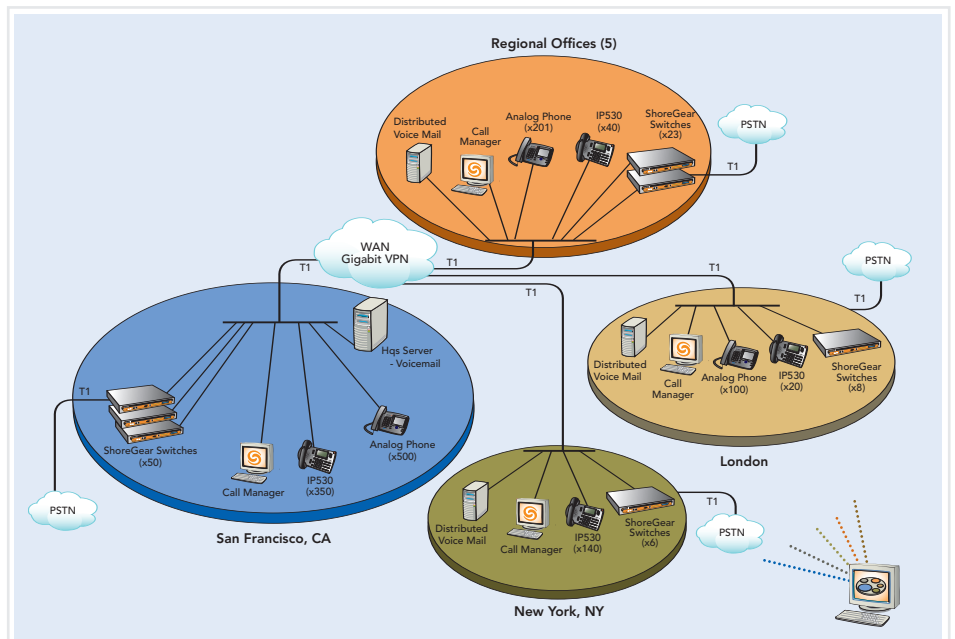 Regional Offices (5)
Distributed
Voice Mail
Call
Manager
Analog Phone
(x201)
IP530
(x40)
ShoreGear
Switches
(x23)
PSTN
T1
WAN
Gigabit VPN
T1
T1
T1
T1
PSTN
T1
Hqs Server
- Voicemail
T1
ShoreGear Switches
(x50)
Call Manager
IP530
(x350)
Analog Phone
(x500)
PSTN
San Francisco, CA
Distributed
Voice Mail
Call
Manager
Analog Phone
(x100)
IP530
(x20)
ShoreGear
Switches
(x8)
London
Distributed
Voice Mail
Call Manager
IP530
(x140)
ShoreGear
Switches
(x6)
T1
PSTN
New York, NY